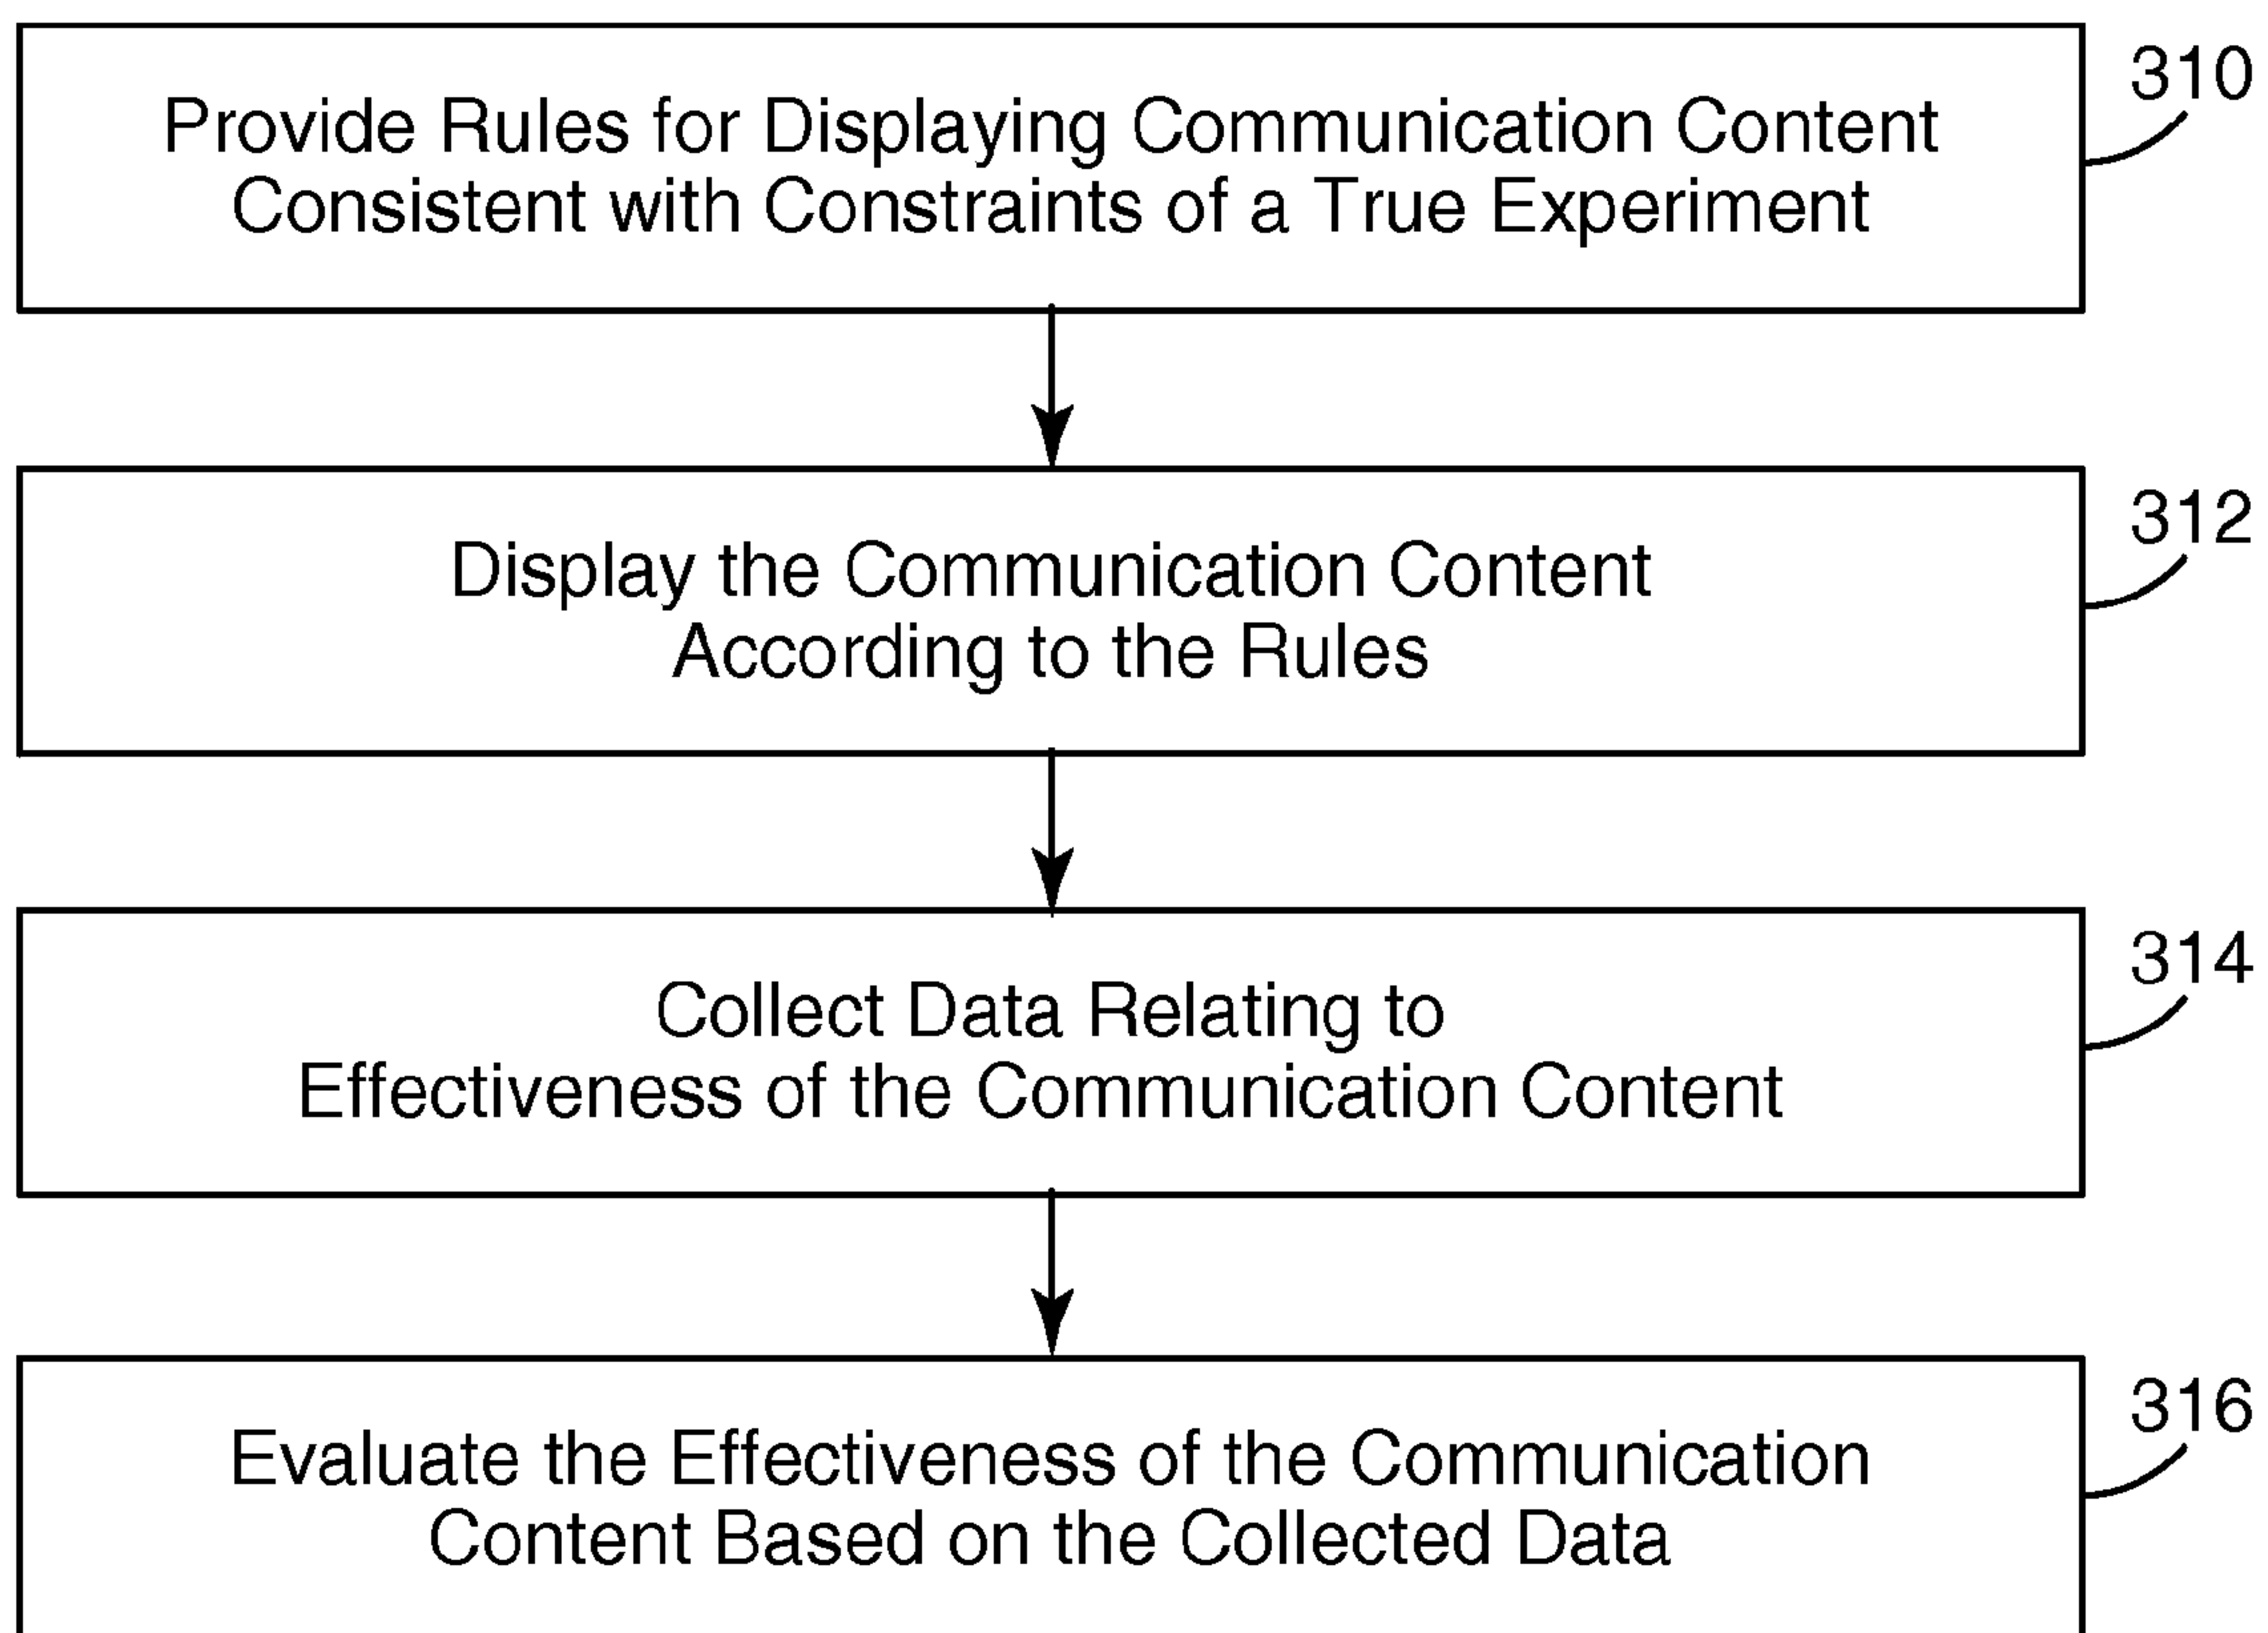 310
Provide Rules for Displaying Communication Content
Consistent with Constraints of a True Experiment
312
Display the Communication Content
According to the Rules
314
Collect Data Relating to
Effectiveness of the Communication Content
316
Evaluate the Effectiveness of the Communication
Content Based on the Collected Data